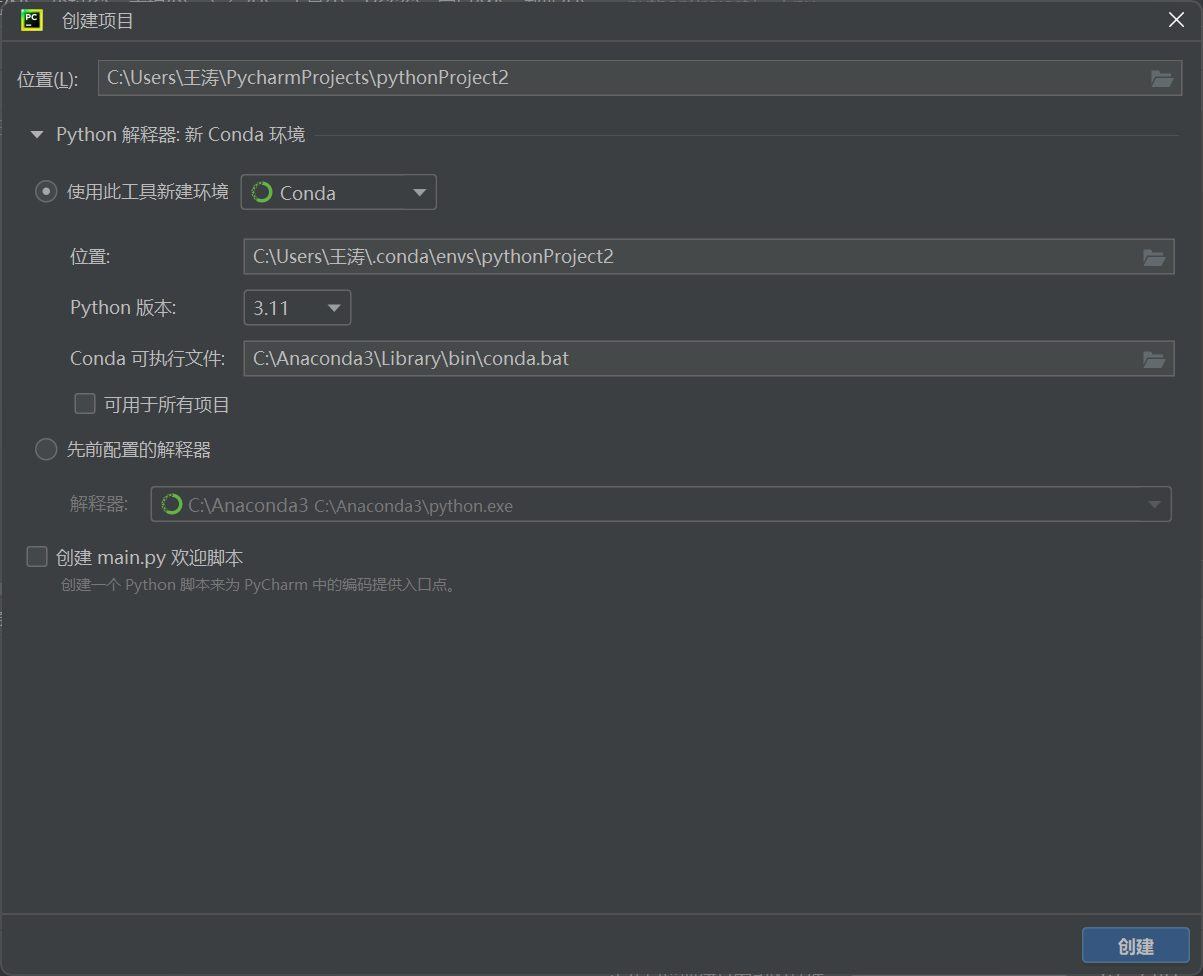 PC
创建项目
位置(L): C:\Users\王涛\PycharmProjects\pythonProject2
Python 解释器: 新 Conda 环境
使用此工具新建环境 Conda
位置: C:\Users\王涛\.conda\envs\pythonProject2
Python 版本: 3.11
Conda 可执行文件: C:\Anaconda3\Library\bin\conda.bat
可用于所有项目
先前配置的解释器
解释器: C:\Anaconda3 C:\Anaconda3\python.exe
创建 main.py 欢迎脚本
创建一个 Python 脚本来为 PyCharm 中的编码提供入口点。
创建